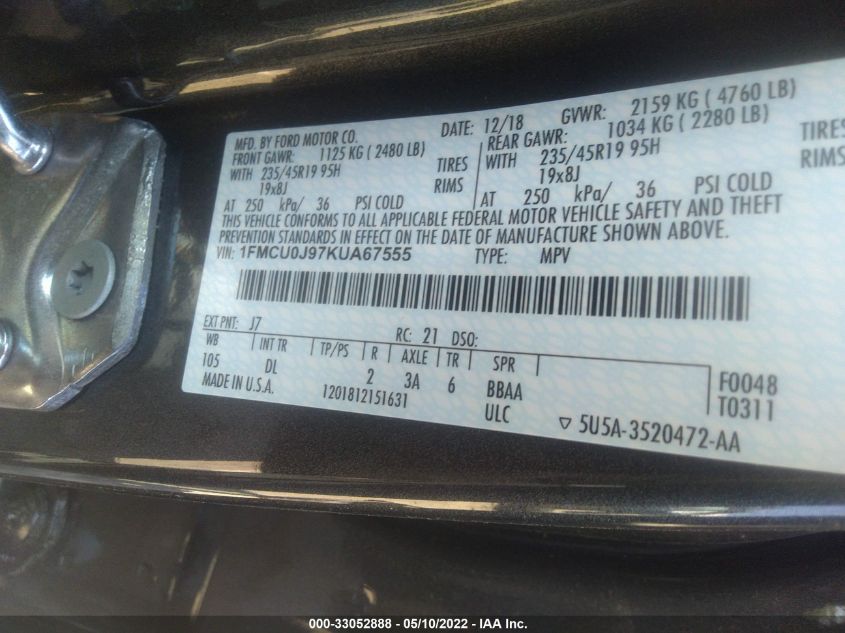 MFD. BY FORD MOTOR CO.
DATE: 12/18 GVWR: 2159 KG ( 4760 LB)
FRONT GAWR: 1125 KG ( 2480 LB)
REAR GAWR: 1034 KG ( 2280 LB)
WITH 235/45R19 95H TIRES
WITH 235/45R19 95H TIRES
19x8J RIMS
19x8J RIMS
AT 250 kPa/ 36 PSI COLD
AT 250 kPa/ 36 PSI COLD
THIS VEHICLE CONFORMS TO ALL APPLICABLE FEDERAL MOTOR VEHICLE SAFETY AND THEFT
PREVENTION STANDARDS IN EFFECT ON THE DATE OF MANUFACTURE SHOWN ABOVE.
VIN: 1FMCU0J97KUA67555 TYPE: MPV
EXT PNT: J7 RC: 21 DSO:
WB INT TR TP/PS R AXLE TR SPR
105 DL 2 3A 6 BBAA F0048
MADE IN U.S.A. 1201812151631 ULC T0311
5U5A-3520472-AA
000-33052888 - 05/10/2022 - IAA Inc.